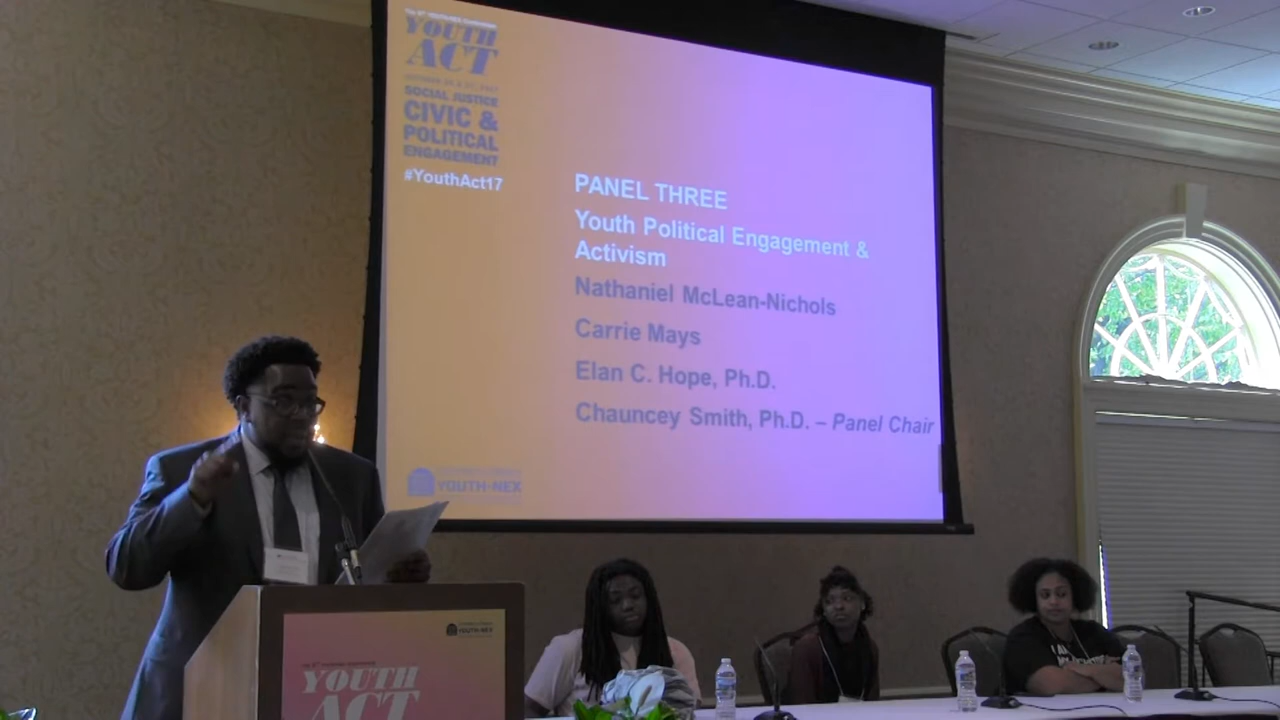 YOUTH
ACT
SOCIAL JUSTICE
CIVIC &
POLITICAL
ENGAGEMENT
#YouthAct17
PANEL THREE
Youth Political Engagement &
Activism
Nathaniel McLean-Nichols
Carrie Mays
Elan C. Hope, Ph.D.
Chauncey Smith, Ph.D. – Panel Chair
YOUTH-NEX
YOUTH-NEX
YOUTH
ACT